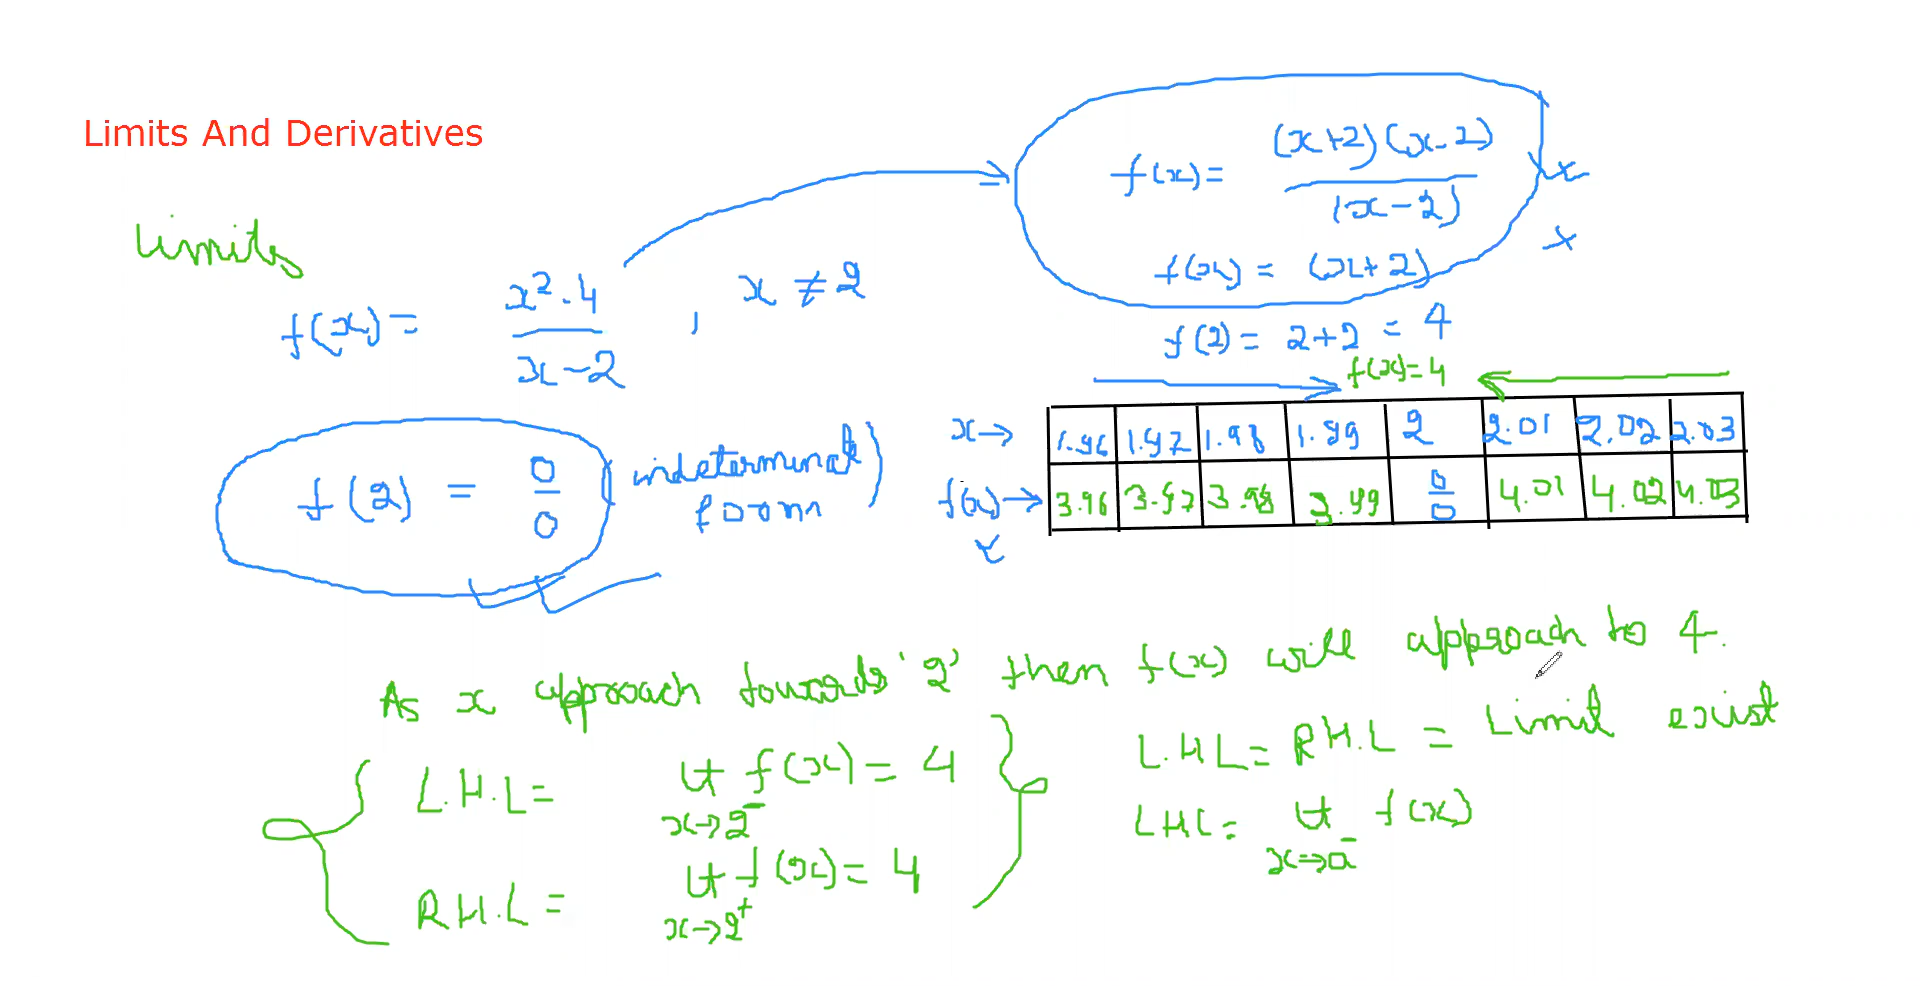 Limits And Derivatives
Limits
f(x) = x². 4 / x-2 , x ≠ 2
f(x) = (x+2)(x-2) / (x-2)
f(x) = (x+2)
f(2) = 2+2 = 4
f(x)=4
x→ 1.96 1.97 1.98 1.99 2 2.01 2.02 2.03
f(x)→ 3.96 3.97 3.98 3.99 0/0 4.01 4.02 4.03
f(2) = 0/0 (indeterminat
form)
As x approach towards '2' then f(x) will approach to 4.
L.H.L= lt x→2⁻ f(x) = 4
R.H.L = lt x→2⁺ f(x) = 4
L.H.L = R.H.L = Limit exist
LHL = lt x→a⁻ f(x)